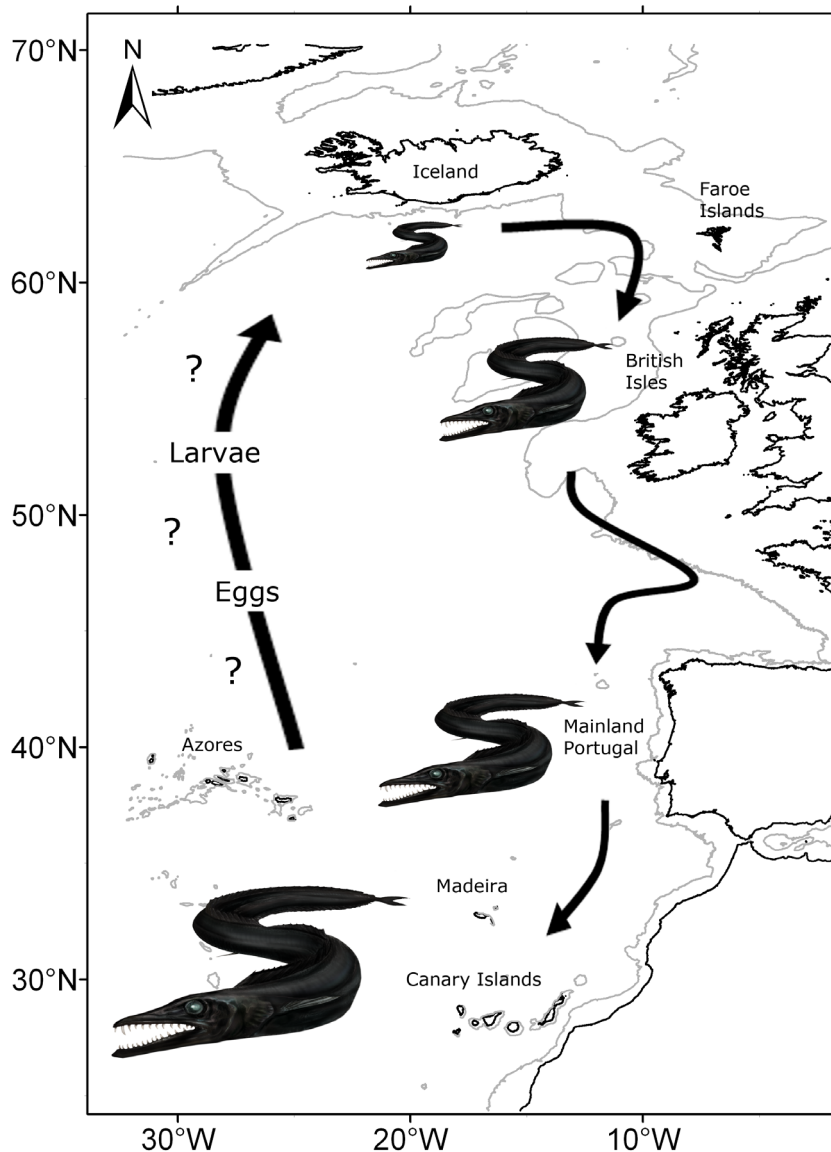 70°N
N
Iceland
Faroe
Islands
60°N
?
British
Isles
Larvae
50°N
?
Eggs
?
Azores
Mainland
Portugal
40°N
Madeira
30°N
Canary Islands
30°W
20°W
10°W